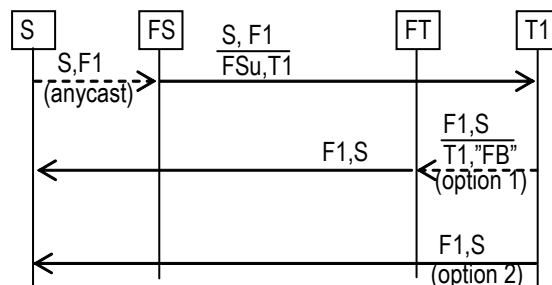 S FS FT T1
S,F1
(anycast)
S, F1
FSu,T1
F1,S
T1,"FB"
(option 1)
F1,S
F1,S
(option 2)